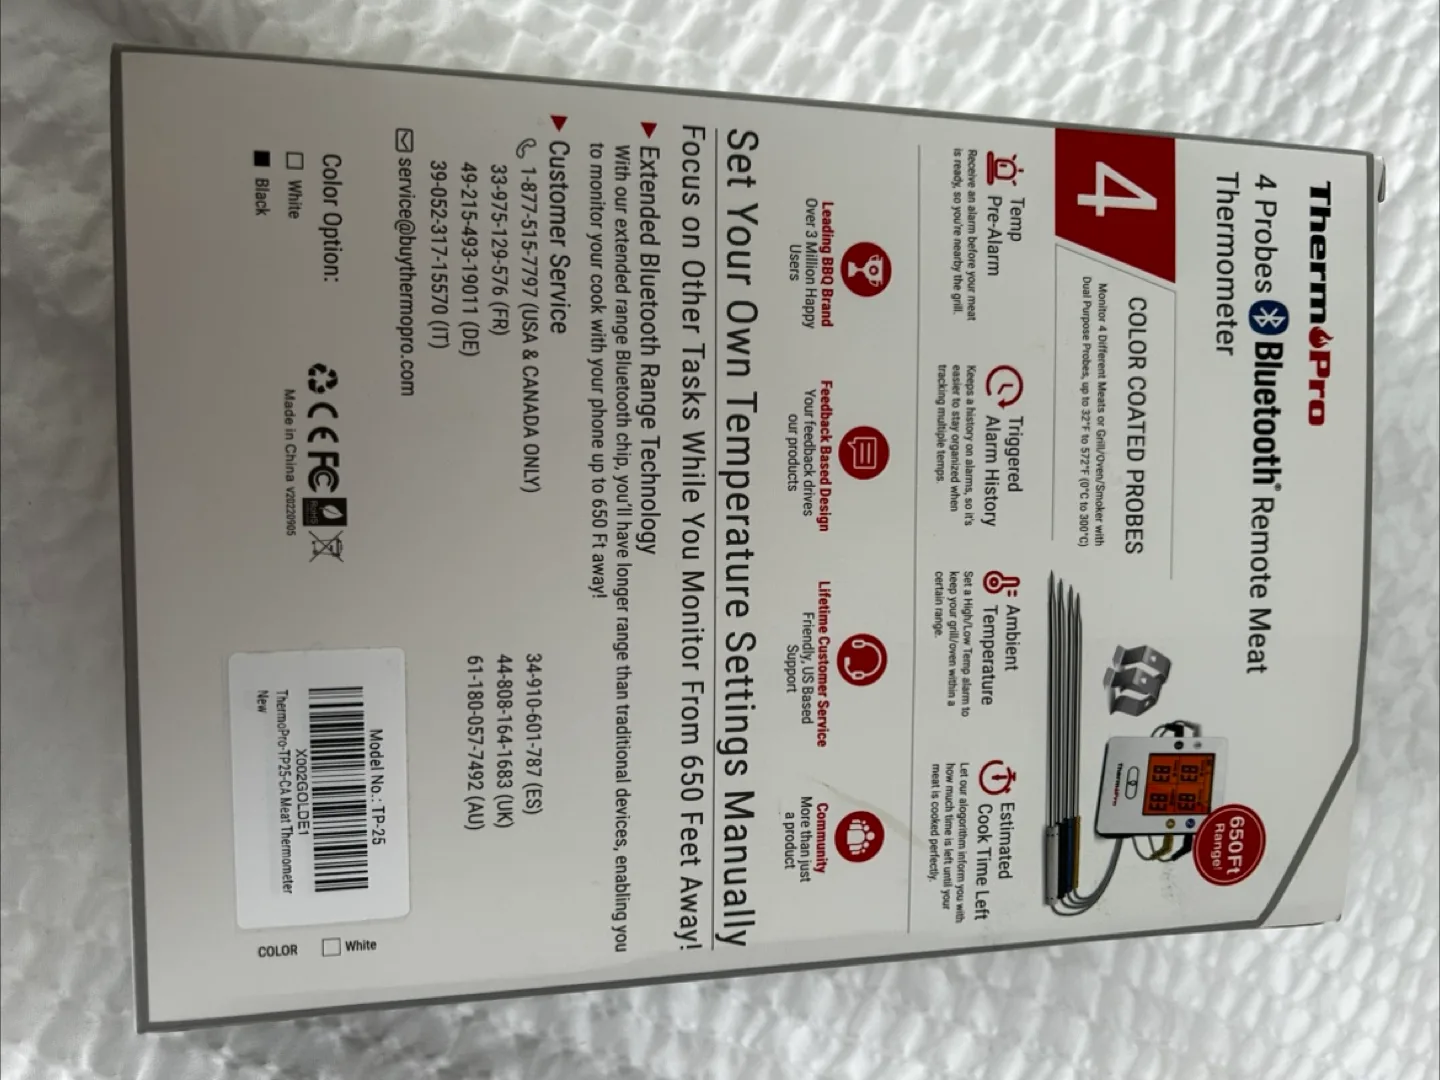 ThermoPro
4 Probes Bluetooth® Remote Meat
Thermometer
4
COLOR COATED PROBES
Monitor 4 Different Meats or Grill/Oven/Smoker with
Dual Purpose Probes, up to 32°F to 572°F (0°C to 300°C)
650Ft
Range!
ThermoPro
Temp
Pre-Alarm
Receive an alarm before your meat
is ready, so you're nearby the grill.
Triggered
Alarm History
Keeps a history on alarms, so it's
easier to stay organized when
tracking multiple temps.
Ambient
Temperature
Set a High/Low Temp alarm to
keep your grill/oven within a
certain range.
Estimated
Cook Time Left
Let our alogorithm inform you with
how much time is left until your
meat is cooked perfectly.
Leading BBQ Brand
Over 3 Million Happy
Users
Feedback Based Design
Your feedback drives
our products
Lifetime Customer Service
Friendly, US Based
Support
Community
More than just
a product
Set Your Own Temperature Settings Manually
Focus on Other Tasks While You Monitor From 650 Feet Away!
Extended Bluetooth Range Technology
With our extended range Bluetooth chip, you'll have longer range than traditional devices, enabling you
to monitor your cook with your phone up to 650 Ft away!
Customer Service
1-877-515-7797 (USA & CANADA ONLY)
33-975-129-576 (FR)
49-215-493-19011 (DE)
39-052-317-15570 (IT)
34-910-601-787 (ES)
44-808-164-1683 (UK)
61-180-057-7492 (AU)
service@buythermopro.com
Color Option:
White
Black
CE FC RoHS
Made in China V20220905
Model No.: TP-25
X002GOLDE1
ThermoPro-TP25-CA Meat Thermometer
New
White
COLOR